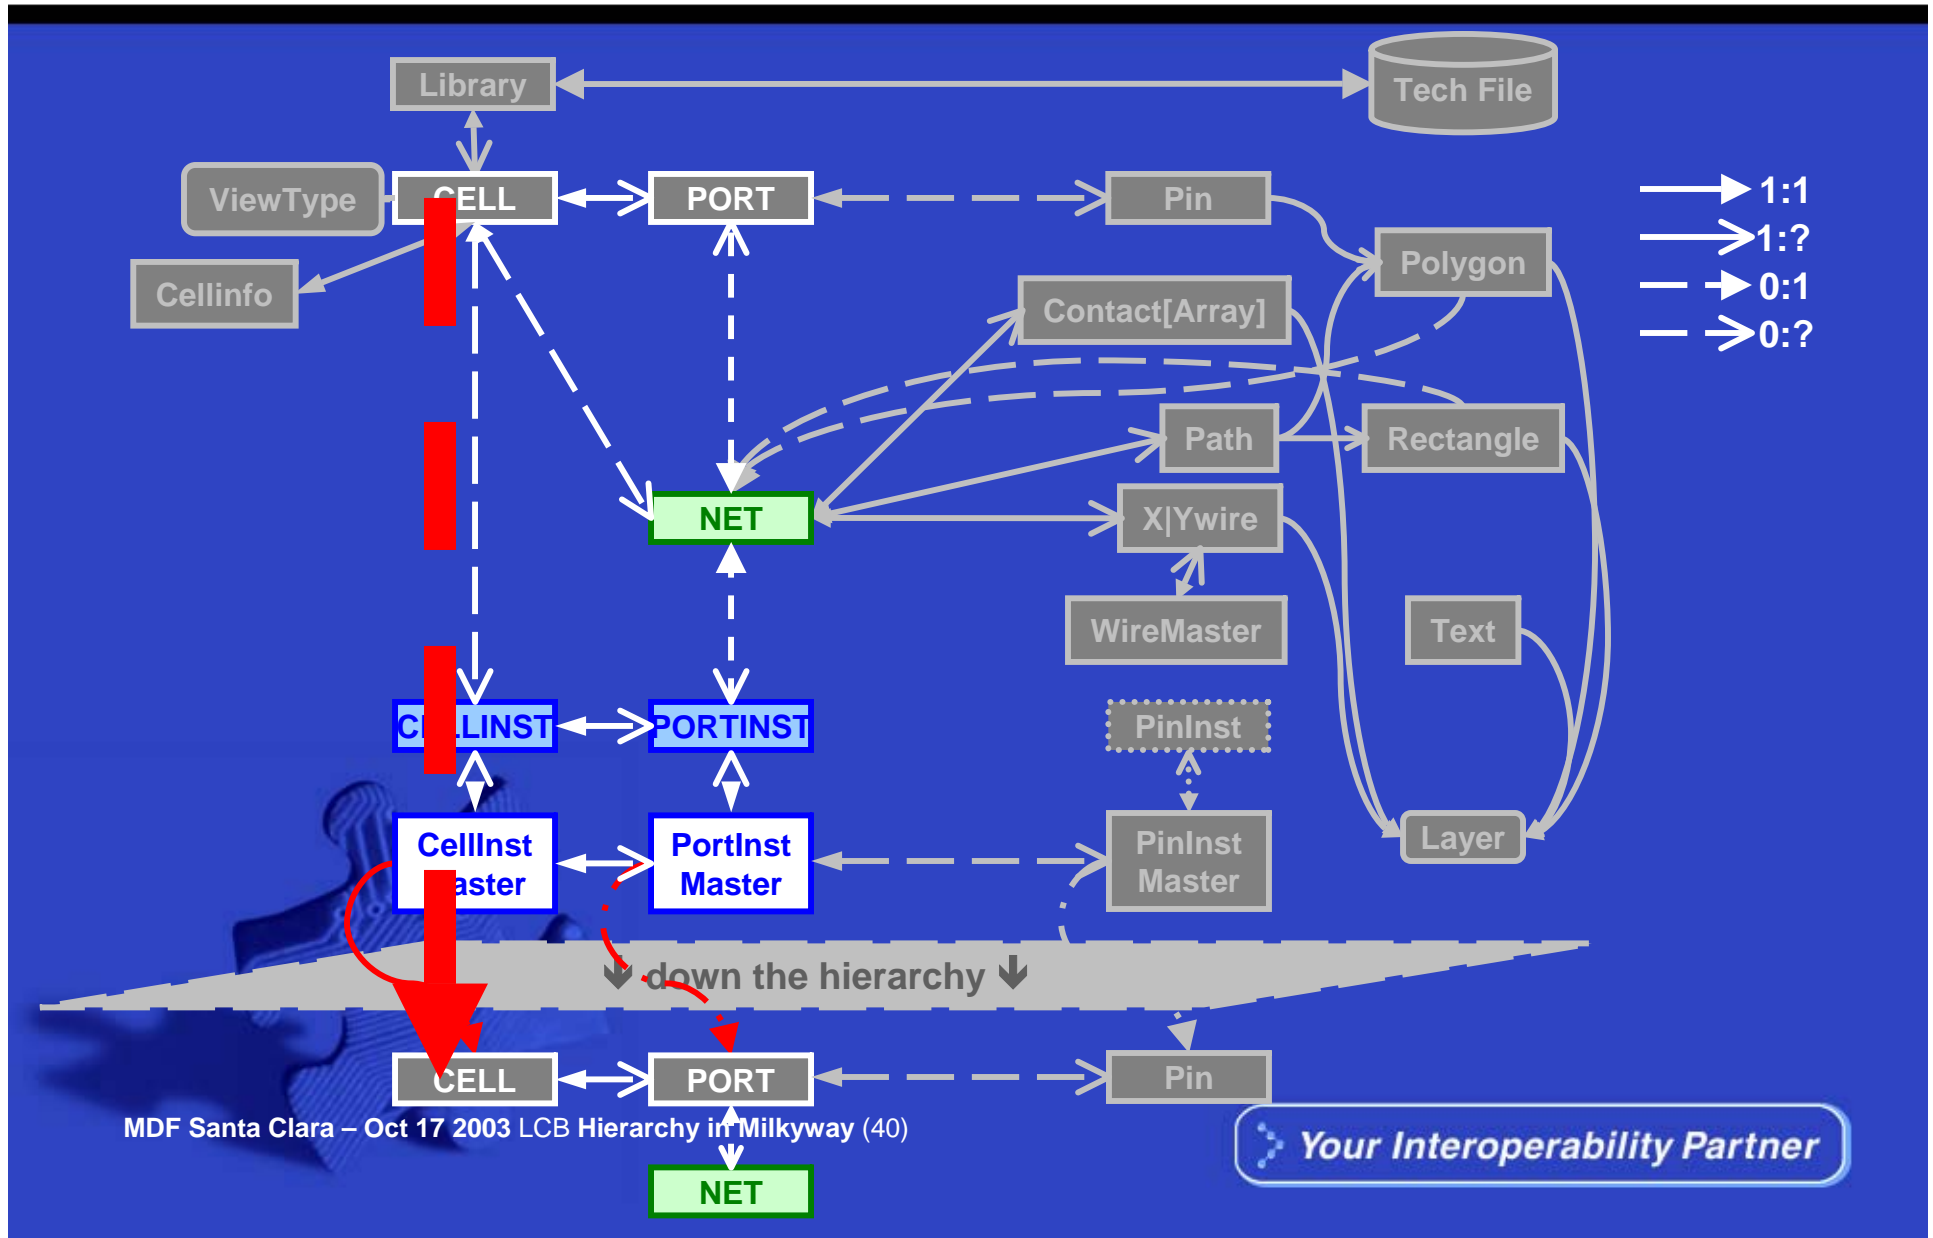 Library
Tech File
ViewType
CELL
PORT
Pin
1:1
1:?
0:1
0:?
Cellinfo
Polygon
Contact[Array]
Path
Rectangle
NET
X|Ywire
WireMaster
Text
CELLINST
PORTINST
PinInst
CellInst
Master
PortInst
Master
PinInst
Master
Layer
🡻 down the hierarchy 🡻
CELL
PORT
Pin
MDF Santa Clara – Oct 17 2003 LCB Hierarchy in Milkyway (40)
Your Interoperability Partner
NET